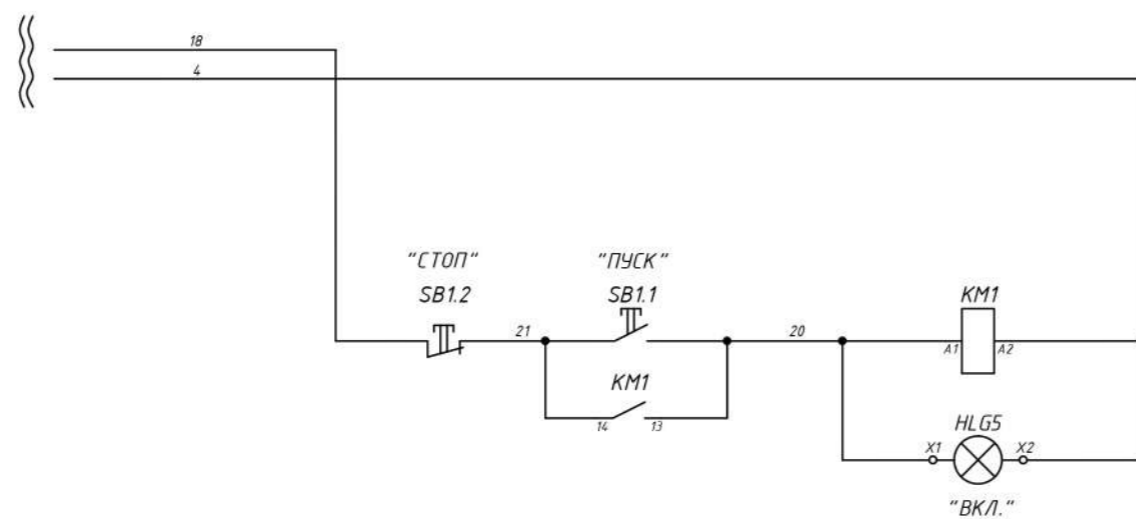 18
4
"СТОП"
SB1.2
"ПУСК"
SB1.1
21
20
KM1
A1
A2
KM1
14
13
HLG5
X1
X2
"ВКЛ."